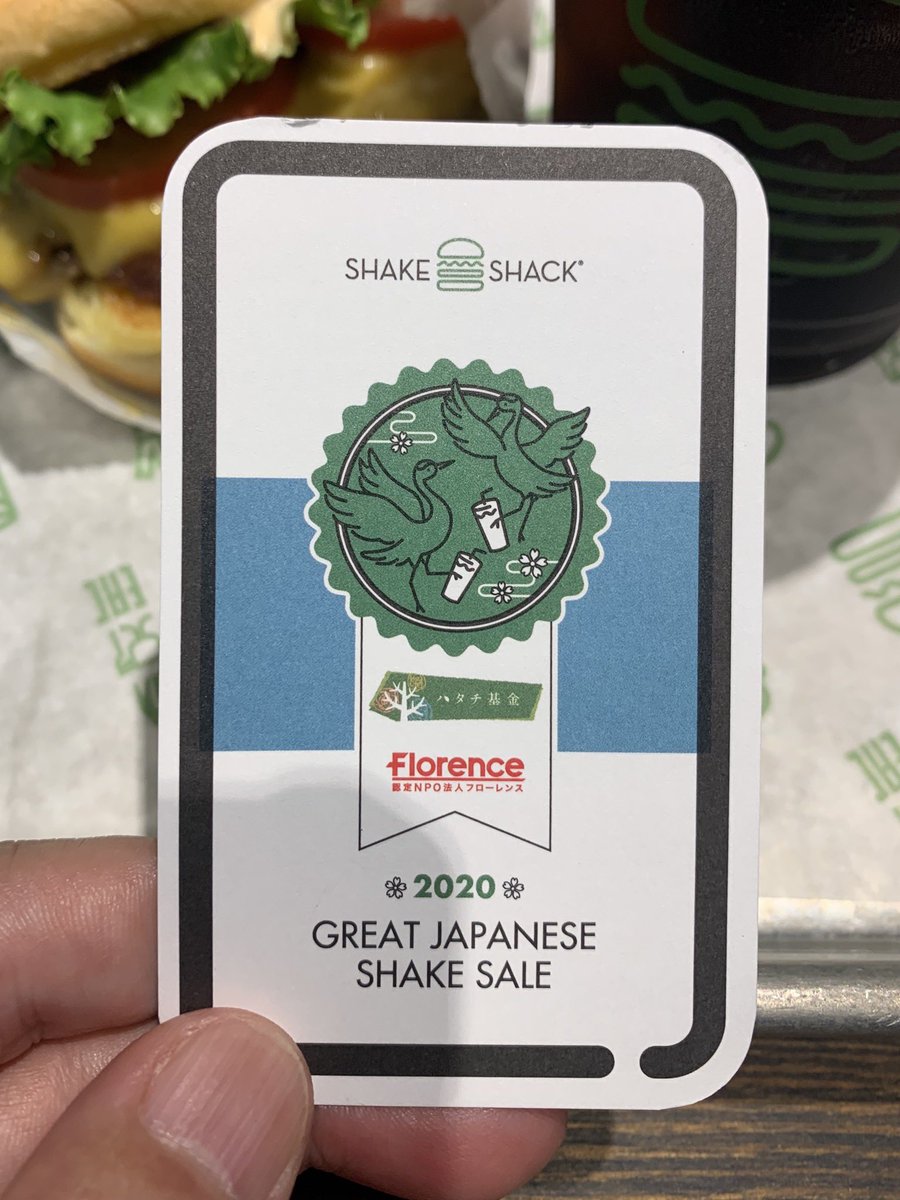 SHAKE SHACK®
ハタチ基金
Florence
認定NPO法人フローレンス
2020
GREAT JAPANESE
SHAKE SALE